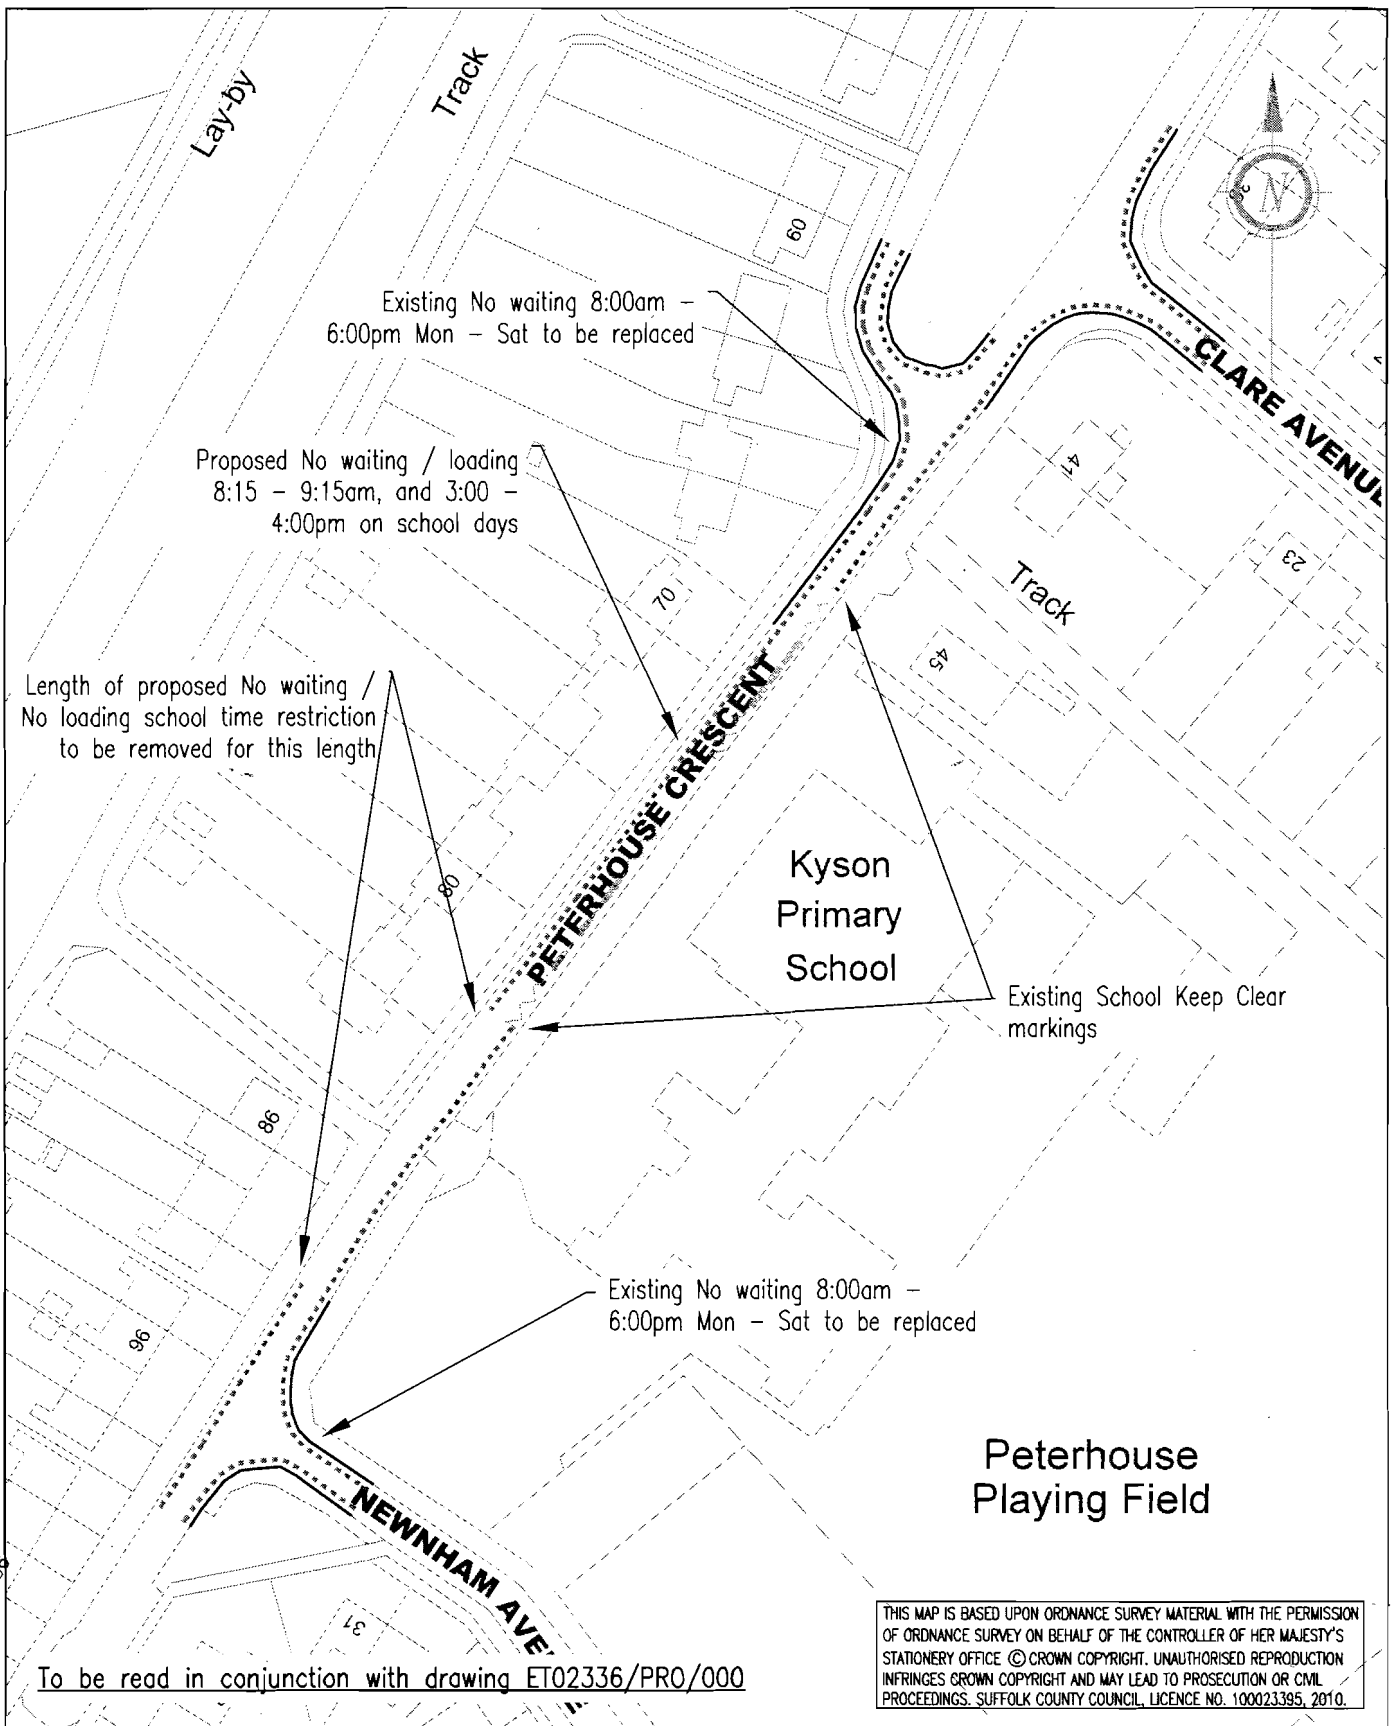 Lay-by
Track
60
N
Existing No waiting 8:00am –
6:00pm Mon – Sat to be replaced
CLARE AVENUE
Proposed No waiting / loading
8:15 – 9:15am, and 3:00 –
4:00pm on school days
41
23
Track
70
45
Length of proposed No waiting /
No loading school time restriction
to be removed for this length
PETERHOUSE CRESCENT
80
Kyson
Primary
School
Existing School Keep Clear
markings
86
96
Existing No waiting 8:00am –
6:00pm Mon – Sat to be replaced
Peterhouse
Playing Field
NEWNHAM AVE
31
To be read in conjunction with drawing ET02336/PRO/000
THIS MAP IS BASED UPON ORDNANCE SURVEY MATERIAL WITH THE PERMISSION
OF ORDNANCE SURVEY ON BEHALF OF THE CONTROLLER OF HER MAJESTY'S
STATIONERY OFFICE © CROWN COPYRIGHT. UNAUTHORISED REPRODUCTION
INFRINGES CROWN COPYRIGHT AND MAY LEAD TO PROSECUTION OR CIVIL
PROCEEDINGS. SUFFOLK COUNTY COUNCIL, LICENCE NO. 100023395, 2010.